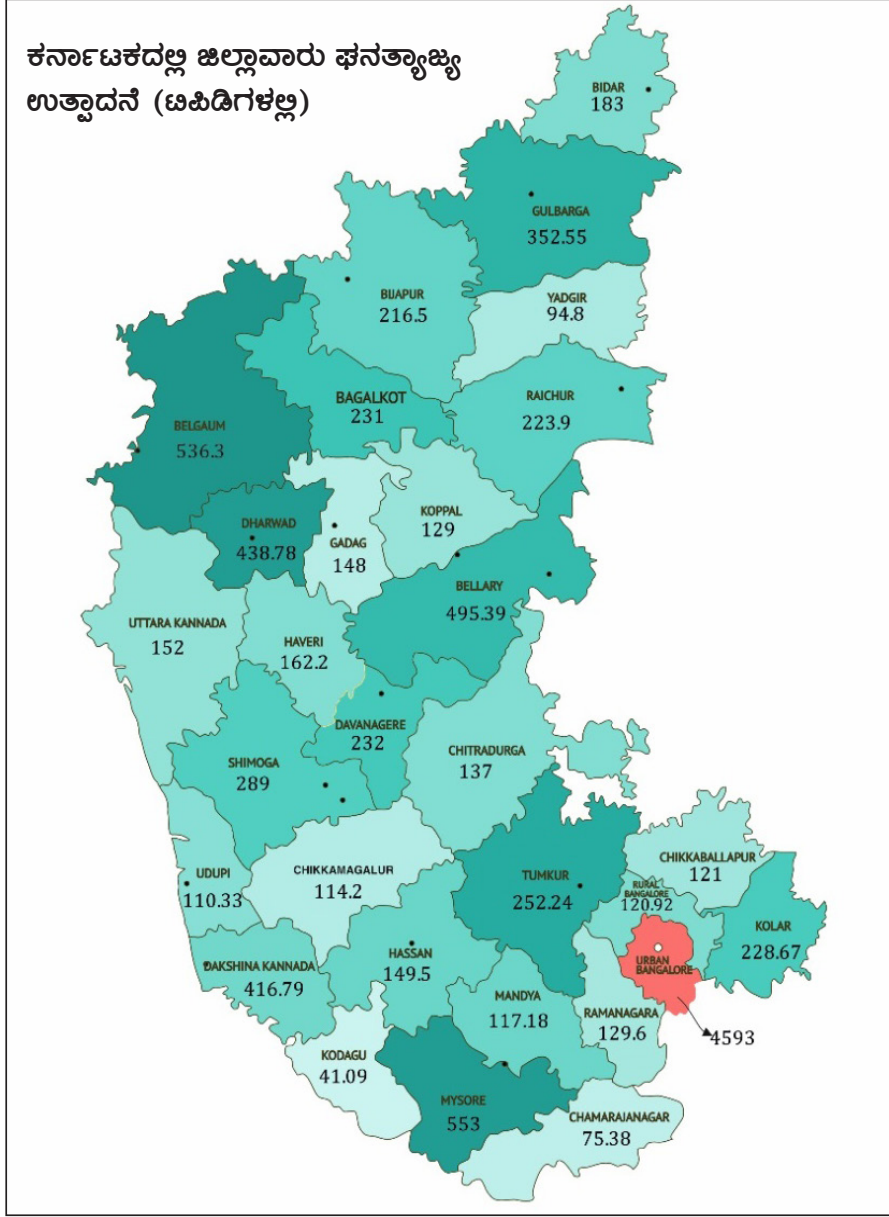 ಕರ್ನಾಟಕದಲ್ಲಿ ಜಿಲ್ಲಾವಾರು ಘನತ್ಯಾಜ್ಯ
ಉತ್ಪಾದನೆ (ಟಿಪಿಡಿಗಳಲ್ಲಿ)
BIDAR
183
GULBARGA
352.55
BIJAPUR
216.5
YADGIR
94.8
BAGALKOT
231
RAICHUR
223.9
BELGAUM
536.3
KOPPAL
129
DHARWAD
438.78
GADAG
148
BELLARY
495.39
UTTARA KANNADA
152
HAVERI
162.2
DAVANAGERE
232
CHITRADURGA
137
SHIMOGA
289
CHIKKAMAGALUR
114.2
UDUPI
110.33
TUMKUR
252.24
CHIKKABALLAPUR
121
RURAL
BANGALORE
120.92
KOLAR
228.67
URBAN
BANGALORE
4593
HASSAN
149.5
DAKSHINA KANNADA
416.79
MANDYA
117.18
RAMANAGARA
129.6
KODAGU
41.09
MYSORE
553
CHAMARAJANAGAR
75.38